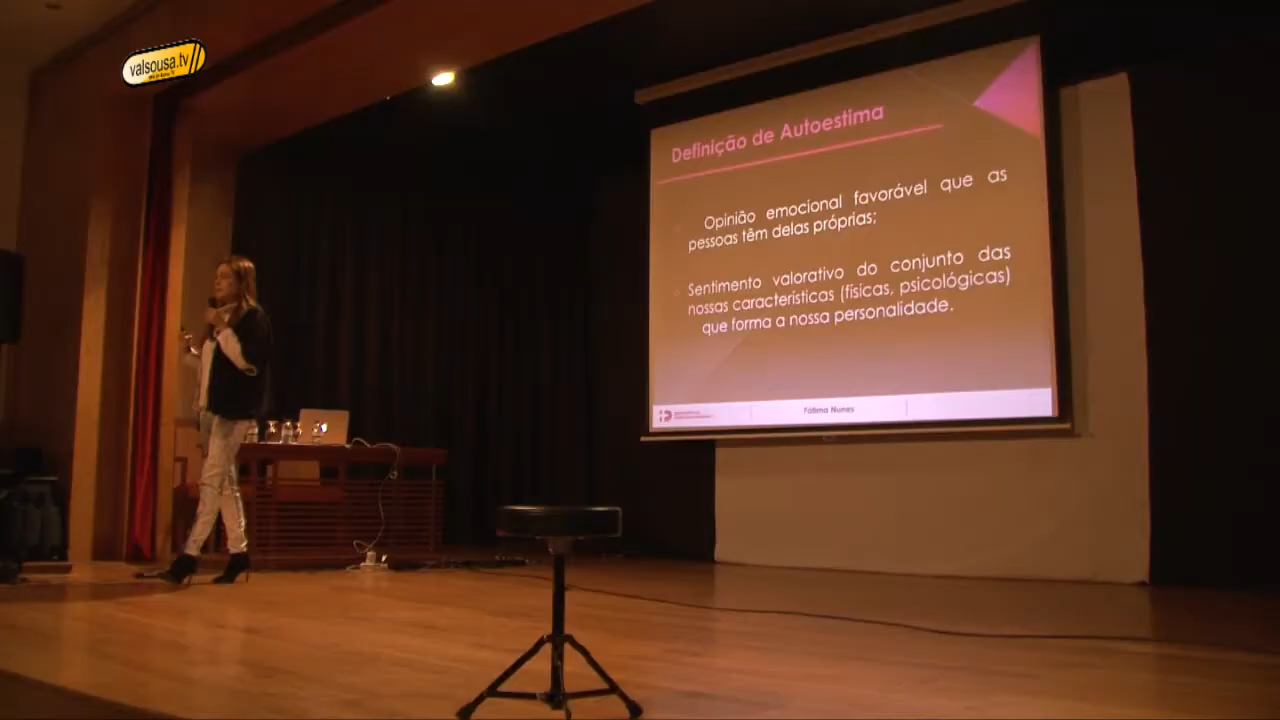 valsousa.tv
Definição de Autoestima
Opinião emocional favorável que as
pessoas têm delas próprias;
Sentimento valorativo do conjunto das
nossas características (físicas, psicológicas)
que forma a nossa personalidade.
Fátima Nunes